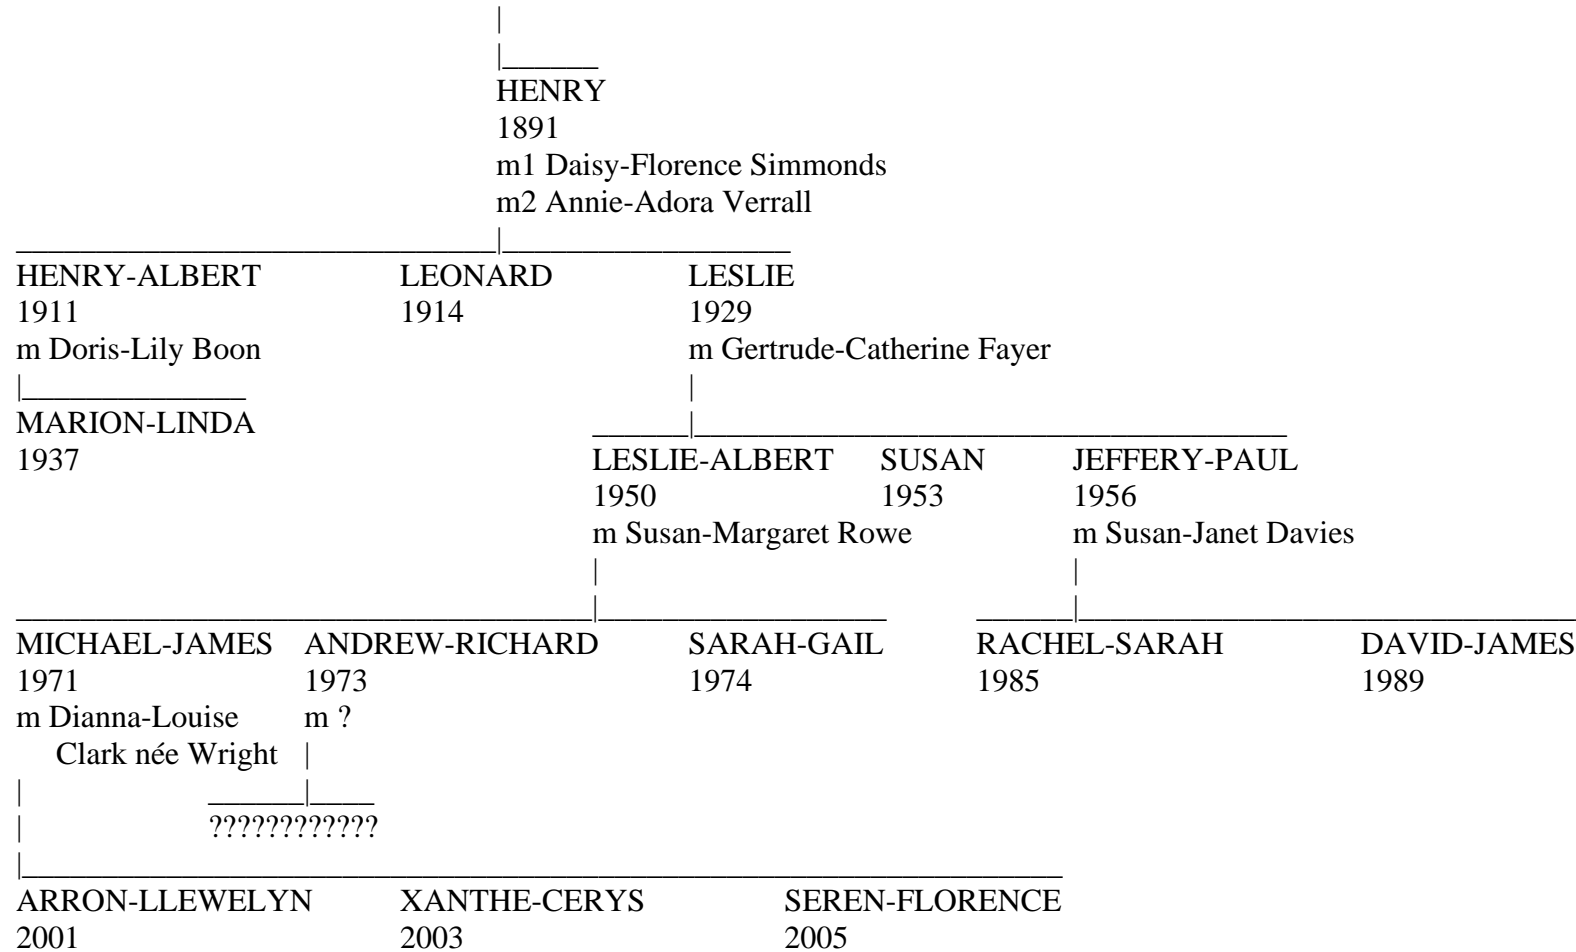 HENRY
1891
m1 Daisy-Florence Simmonds
m2 Annie-Adora Verrall
HENRY-ALBERT LEONARD LESLIE
1911 1914 1929
m Doris-Lily Boon m Gertrude-Catherine Fayer
MARION-LINDA
1937
LESLIE-ALBERT SUSAN JEFFERY-PAUL
1950 1953 1956
m Susan-Margaret Rowe m Susan-Janet Davies
MICHAEL-JAMES ANDREW-RICHARD SARAH-GAIL RACHEL-SARAH DAVID-JAMES
1971 1973 1974 1985 1989
m Dianna-Louise m ?
Clark née Wright
????????????
ARRON-LLEWELYN XANTHE-CERYS SEREN-FLORENCE
2001 2003 2005